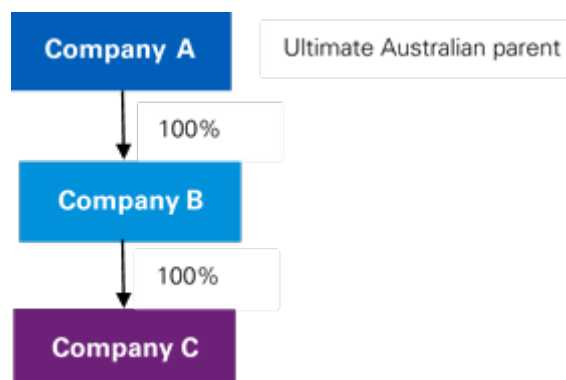 Company A
Ultimate Australian parent
100%
Company B
100%
Company C